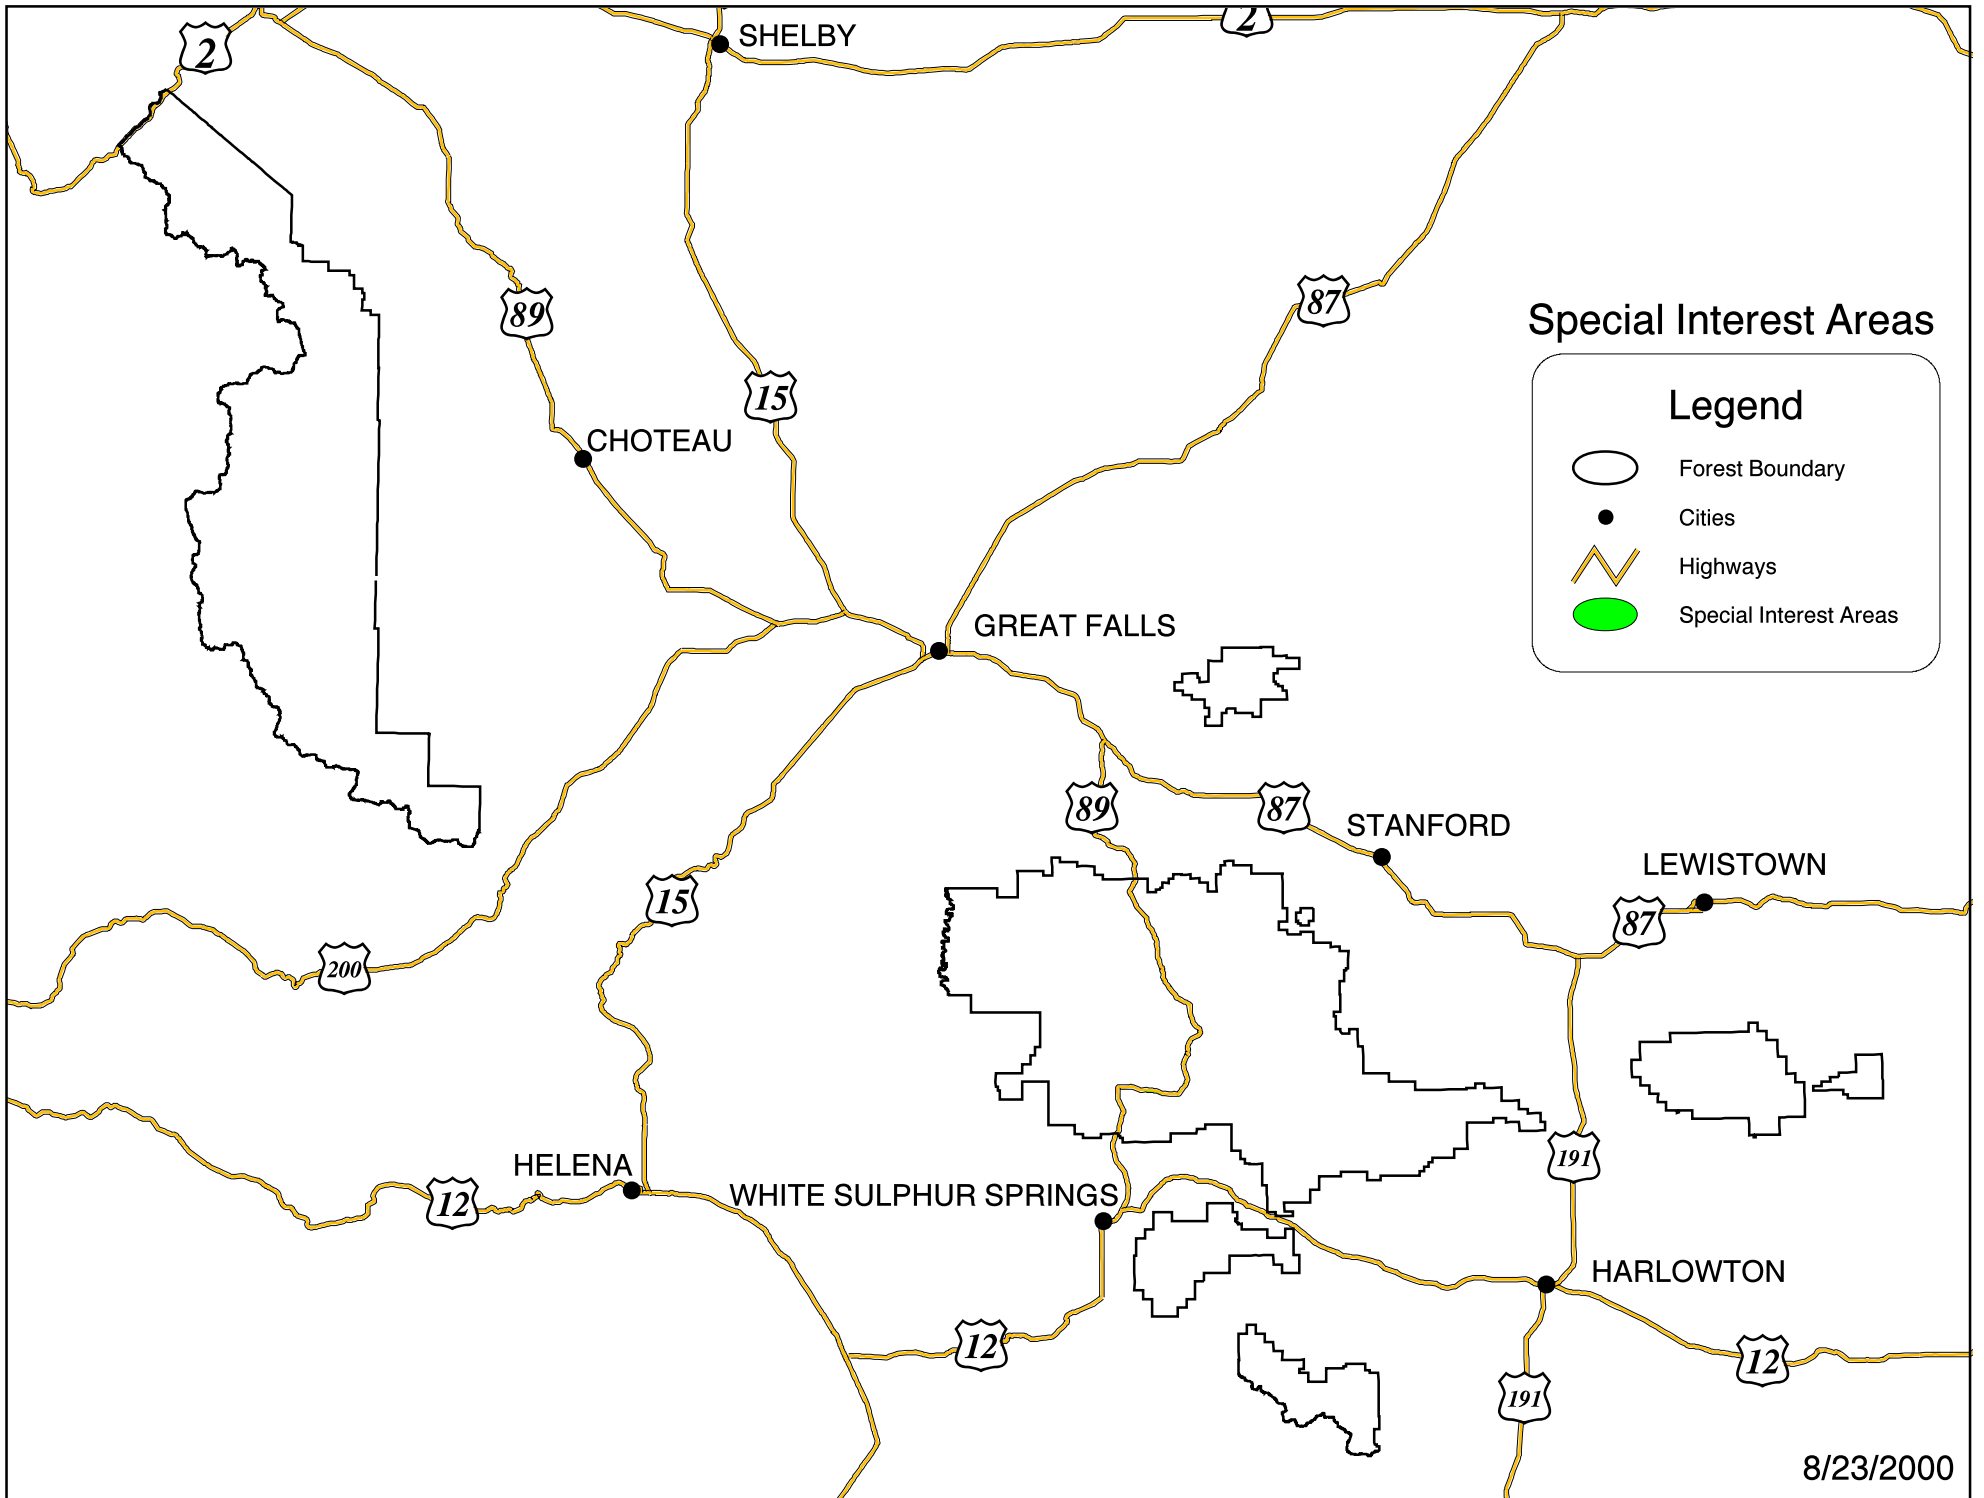 2
SHELBY
2
89
87
15
CHOTEAU
Special Interest Areas
Legend
Forest Boundary
Cities
Highways
Special Interest Areas
GREAT FALLS
89
87
STANFORD
LEWISTOWN
87
15
200
191
HELENA
12
WHITE SULPHUR SPRINGS
HARLOWTON
12
12
191
8/23/2000